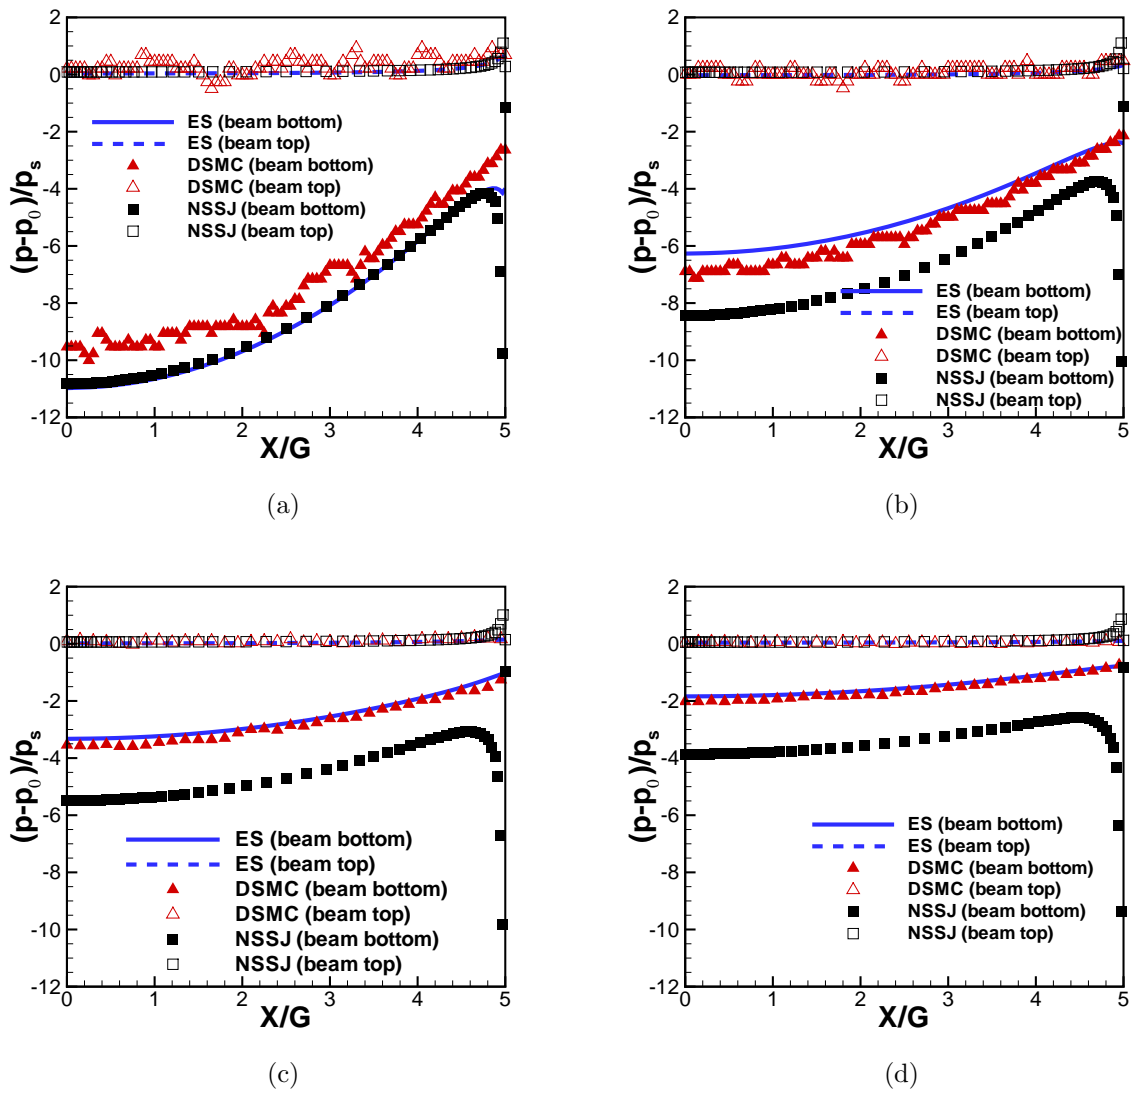 2
0
-2
-4
-6
-8
-10
-12
0 1 2 3 4 5
(p-p0)/ps
X/G
ES (beam bottom)
ES (beam top)
DSMC (beam bottom)
DSMC (beam top)
NSSJ (beam bottom)
NSSJ (beam top)
(a)
2
0
-2
-4
-6
-8
-10
-12
0 1 2 3 4 5
(p-p0)/ps
X/G
ES (beam bottom)
ES (beam top)
DSMC (beam bottom)
DSMC (beam top)
NSSJ (beam bottom)
NSSJ (beam top)
(b)
2
0
-2
-4
-6
-8
-10
-12
0 1 2 3 4 5
(p-p0)/ps
X/G
ES (beam bottom)
ES (beam top)
DSMC (beam bottom)
DSMC (beam top)
NSSJ (beam bottom)
NSSJ (beam top)
(c)
2
0
-2
-4
-6
-8
-10
-12
0 1 2 3 4 5
(p-p0)/ps
X/G
ES (beam bottom)
ES (beam top)
DSMC (beam bottom)
DSMC (beam top)
NSSJ (beam bottom)
NSSJ (beam top)
(d)